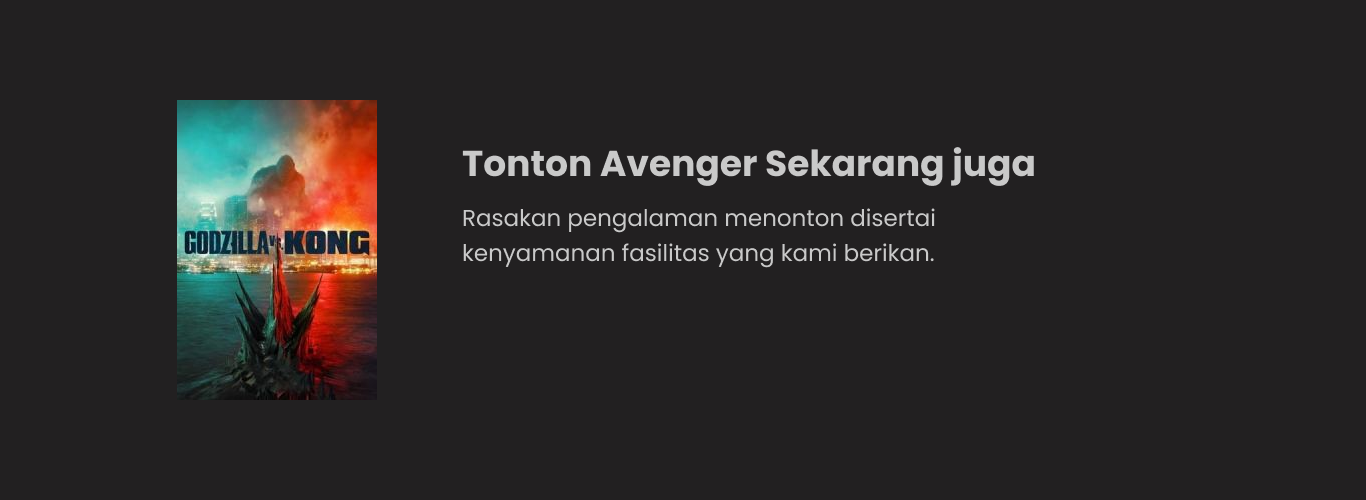 GODZILLA vs. KONG
Tonton Avenger Sekarang juga
Rasakan pengalaman menonton disertai
kenyamanan fasilitas yang kami berikan.